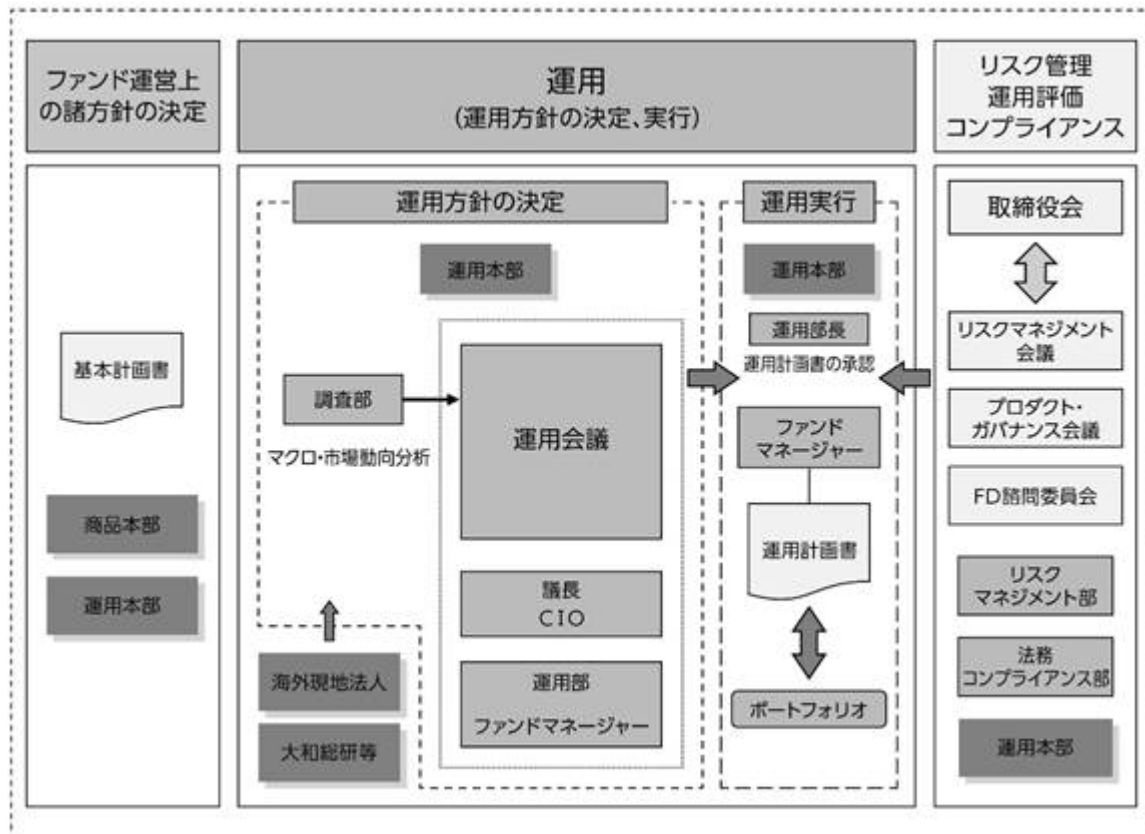 ファンド運営上
の諸方針の決定
基本計画書
商品本部
運用本部
運用
(運用方針の決定、実行)
運用方針の決定
運用本部
調査部
マクロ・市場動向分析
運用会議
議長
CIO
運用部
ファンドマネージャー
海外現地法人
大和総研等
運用実行
運用本部
運用部長
運用計画書の承認
ファンド
マネージャー
運用計画書
ポートフォリオ
リスク管理
運用評価
コンプライアンス
取締役会
リスクマネジメント
会議
プロダクト・
ガバナンス会議
FD諮問委員会
リスク
マネジメント部
法務
コンプライアンス部
運用本部